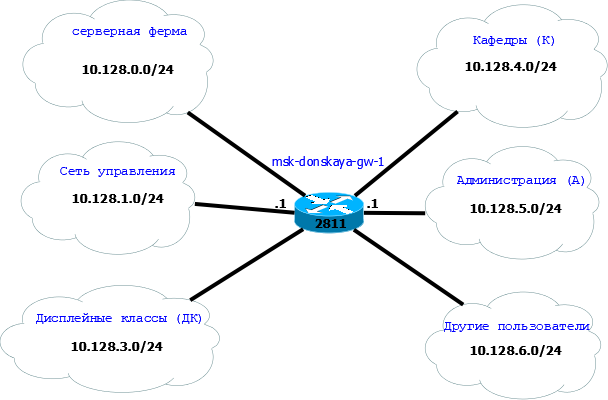 серверная ферма
10.128.0.0/24
Кафедры (К)
10.128.4.0/24
msk-donskaya-gw-1
Сеть управления
10.128.1.0/24
.1
.1
2811
Администрация (А)
10.128.5.0/24
Дисплейные классы (ДК)
10.128.3.0/24
Другие пользователи
10.128.6.0/24